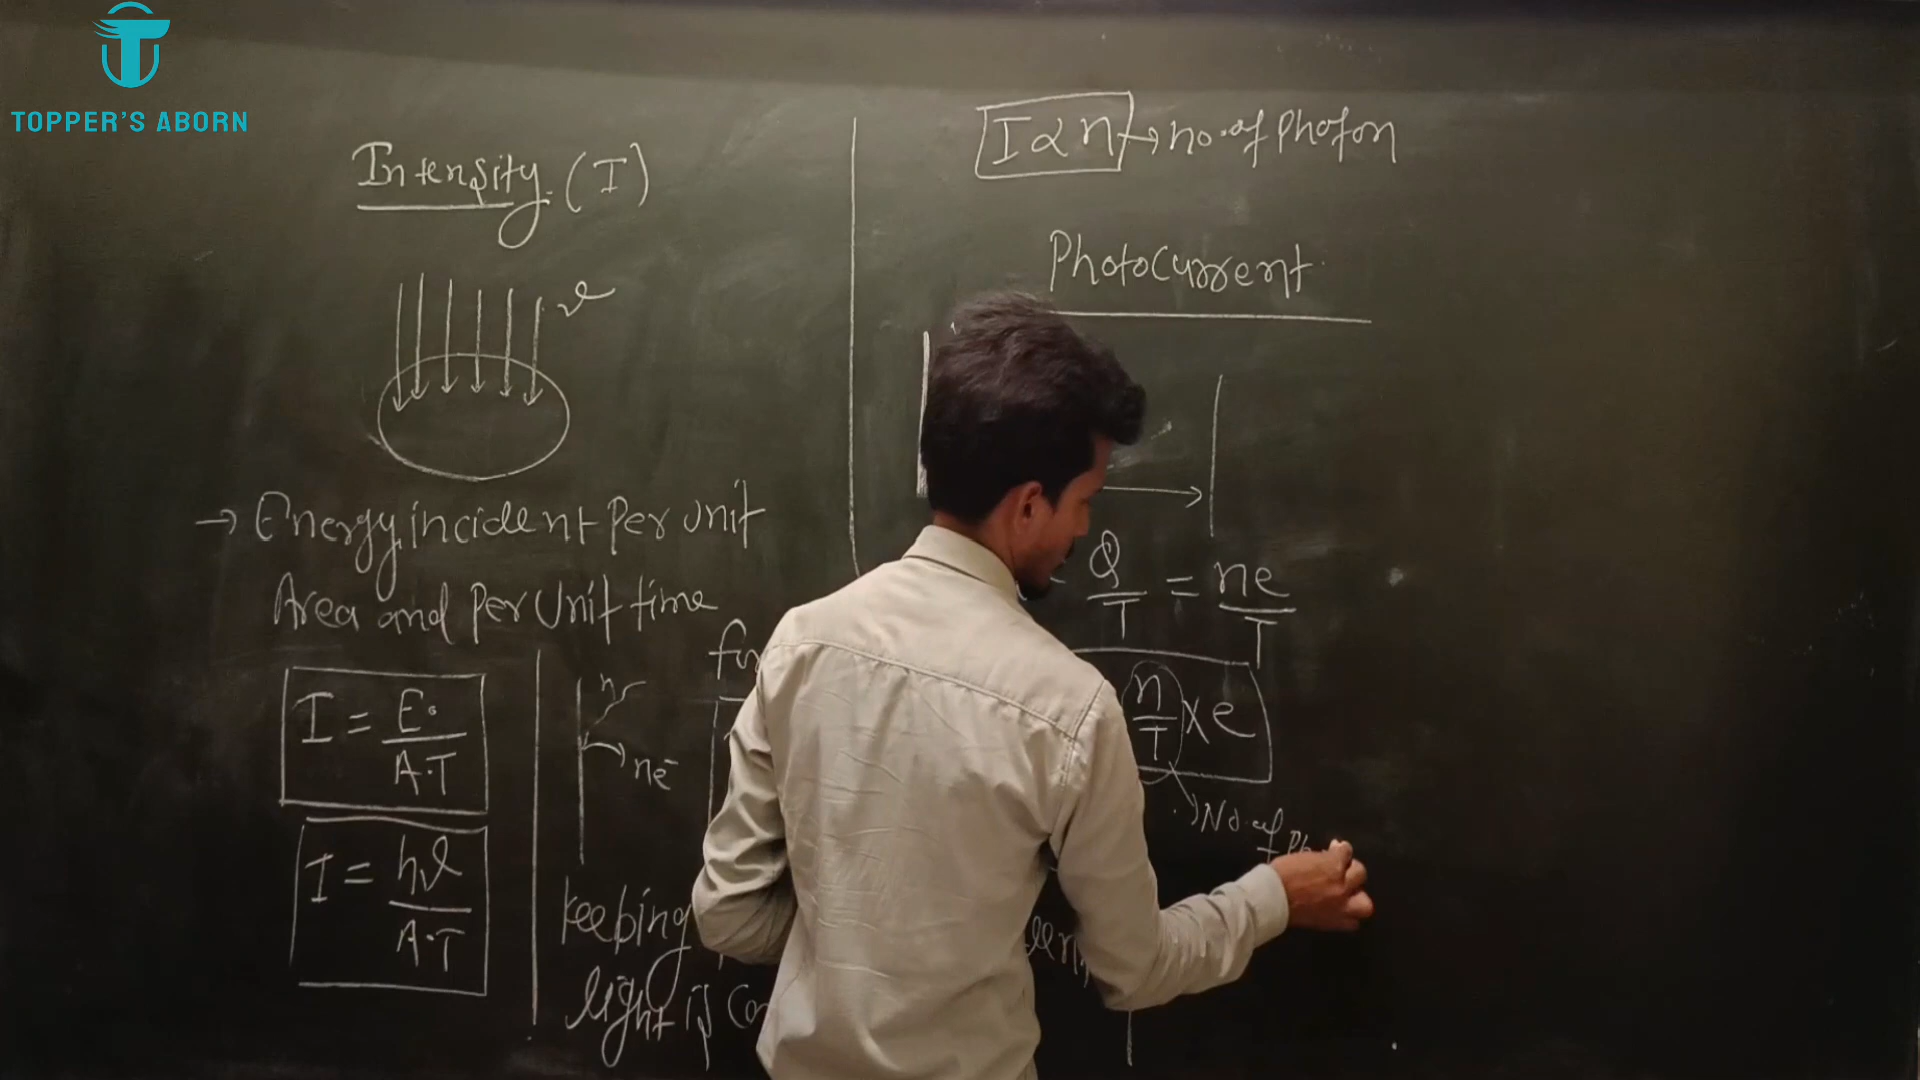 TOPPER'S ABORN
Intensity (I)
ν
→ Energy incident per unit
Area and per unit time
I = E / A.T
I = hν / A.T
n
ne⁻
keeping
light is
I ∝ n → no. of photon
Photocurrent
Q / T = ne / T
n / T × e
No. of